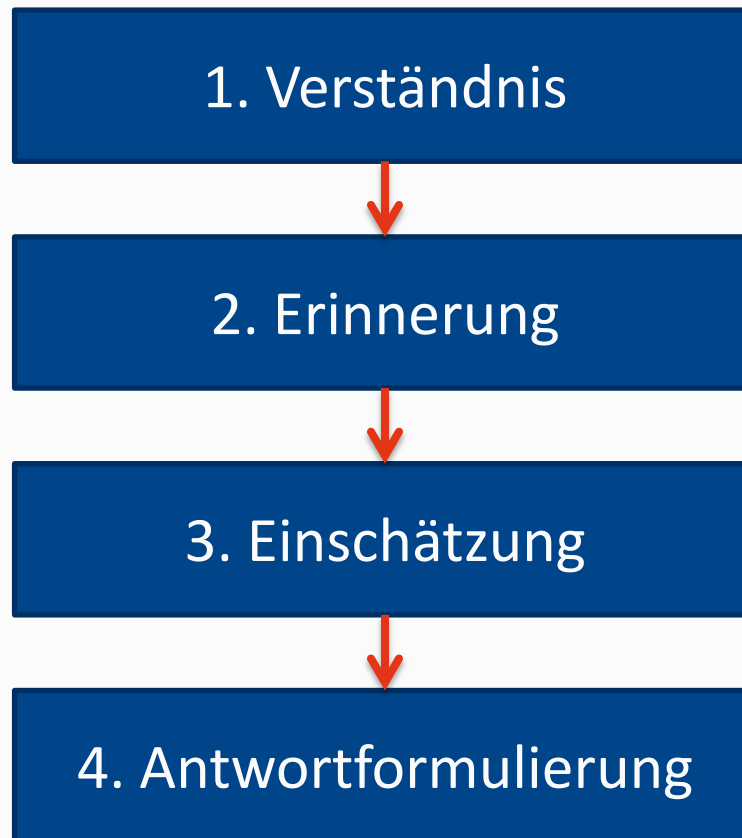 1. Verständnis
2. Erinnerung
3. Einschätzung
4. Antwortformulierung